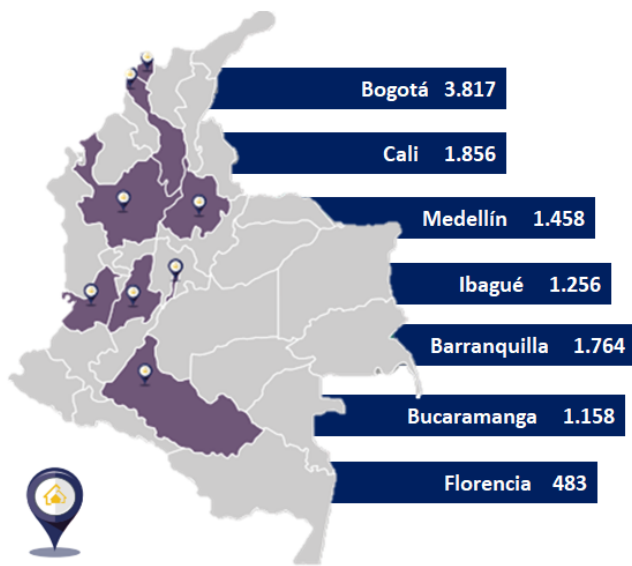 Bogotá 3.817
Cali 1.856
Medellín 1.458
Ibagué 1.256
Barranquilla 1.764
Bucaramanga 1.158
Florencia 483